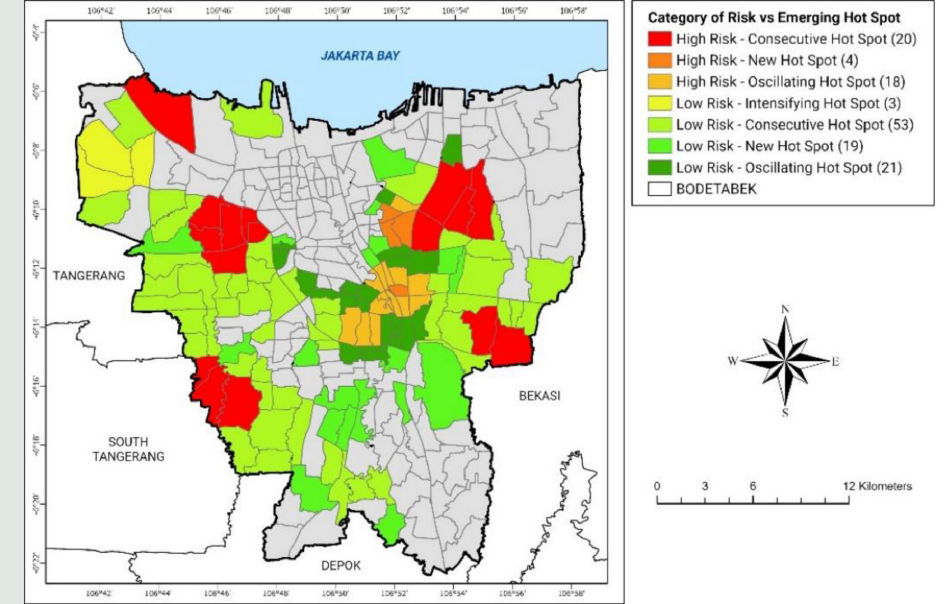 106°42' 106°44' 106°46' 106°48' 106°50' 106°52' 106°54' 106°56' 106°58'
JAKARTA BAY
TANGERANG
SOUTH
TANGERANG
DEPOK
BEKASI
-6°4'
-6°6'
-6°8'
-6°10'
-6°12'
-6°14'
-6°16'
-6°18'
-6°20'
-6°22'
106°42' 106°44' 106°46' 106°48' 106°50' 106°52' 106°54' 106°56' 106°58'
Category of Risk vs Emerging Hot Spot
High Risk - Consecutive Hot Spot (20)
High Risk - New Hot Spot (4)
High Risk - Oscillating Hot Spot (18)
Low Risk - Intensifying Hot Spot (3)
Low Risk - Consecutive Hot Spot (53)
Low Risk - New Hot Spot (19)
Low Risk - Oscillating Hot Spot (21)
BODETABEK
N
W E
S
0 3 6 12 Kilometers